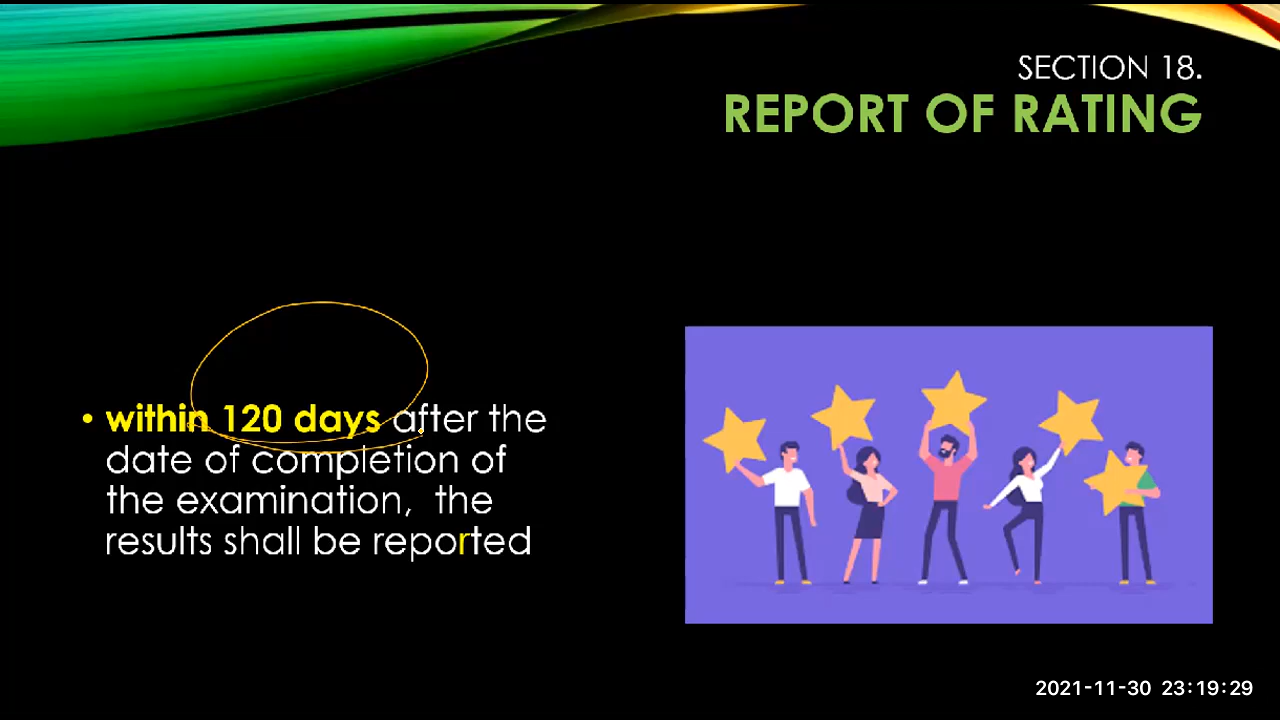 SECTION 18.
REPORT OF RATING
• within 120 days after the
date of completion of
the examination, the
results shall be reported
2021-11-30 23:19:29